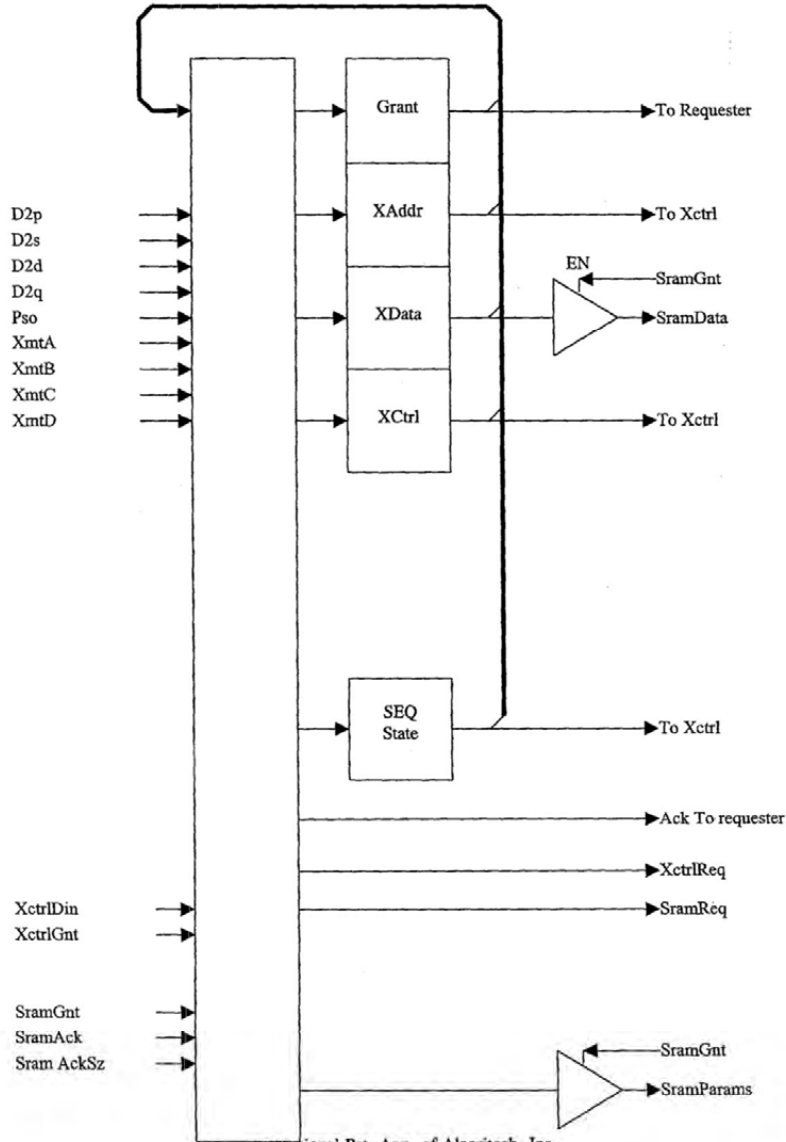 Grant
To Requester
XAddr
To Xctrl
D2p
D2s
D2d
D2q
Pso
XmtA
XmtB
XmtC
XmtD
EN
SramGnt
XData
SramData
XCtrl
To Xctrl
SEQ
State
To Xctrl
Ack To requester
XctrlReq
SramReq
XctrlDin
XctrlGnt
SramGnt
SramAck
Sram AckSz
SramGnt
SramParams